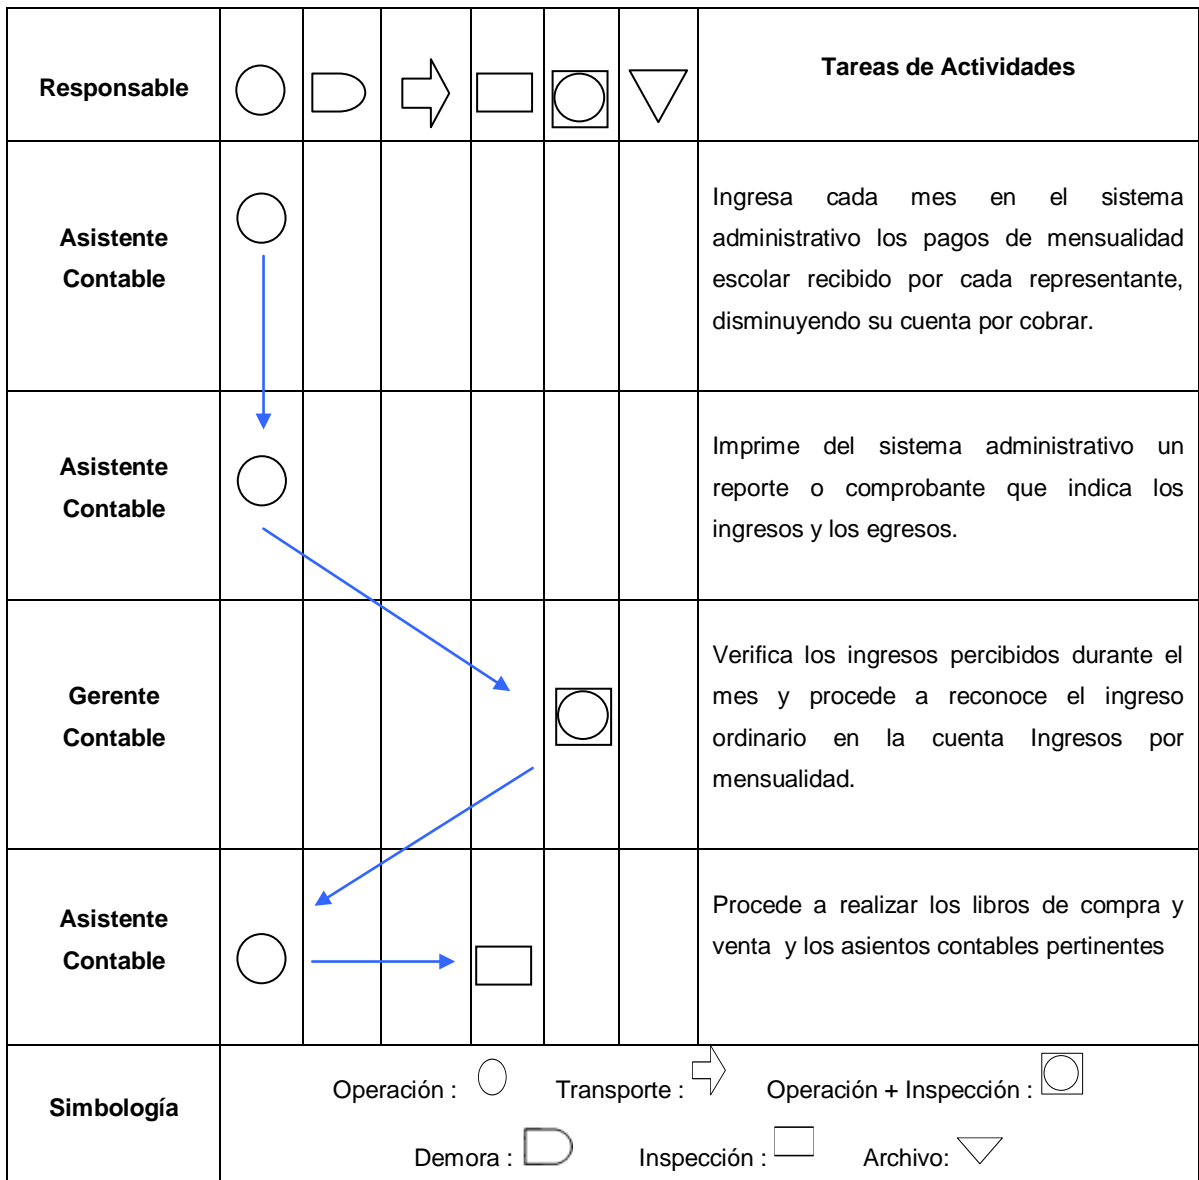 Responsable
Tareas de Actividades
Asistente
Contable
Ingresa cada mes en el sistema
administrativo los pagos de mensualidad
escolar recibido por cada representante,
disminuyendo su cuenta por cobrar.
Asistente
Contable
Imprime del sistema administrativo un
reporte o comprobante que indica los
ingresos y los egresos.
Gerente
Contable
Verifica los ingresos percibidos durante el
mes y procede a reconoce el ingreso
ordinario en la cuenta Ingresos por
mensualidad.
Asistente
Contable
Procede a realizar los libros de compra y
venta y los asientos contables pertinentes
Simbología
Operación : Transporte : Operación + Inspección :
Demora : Inspección : Archivo: